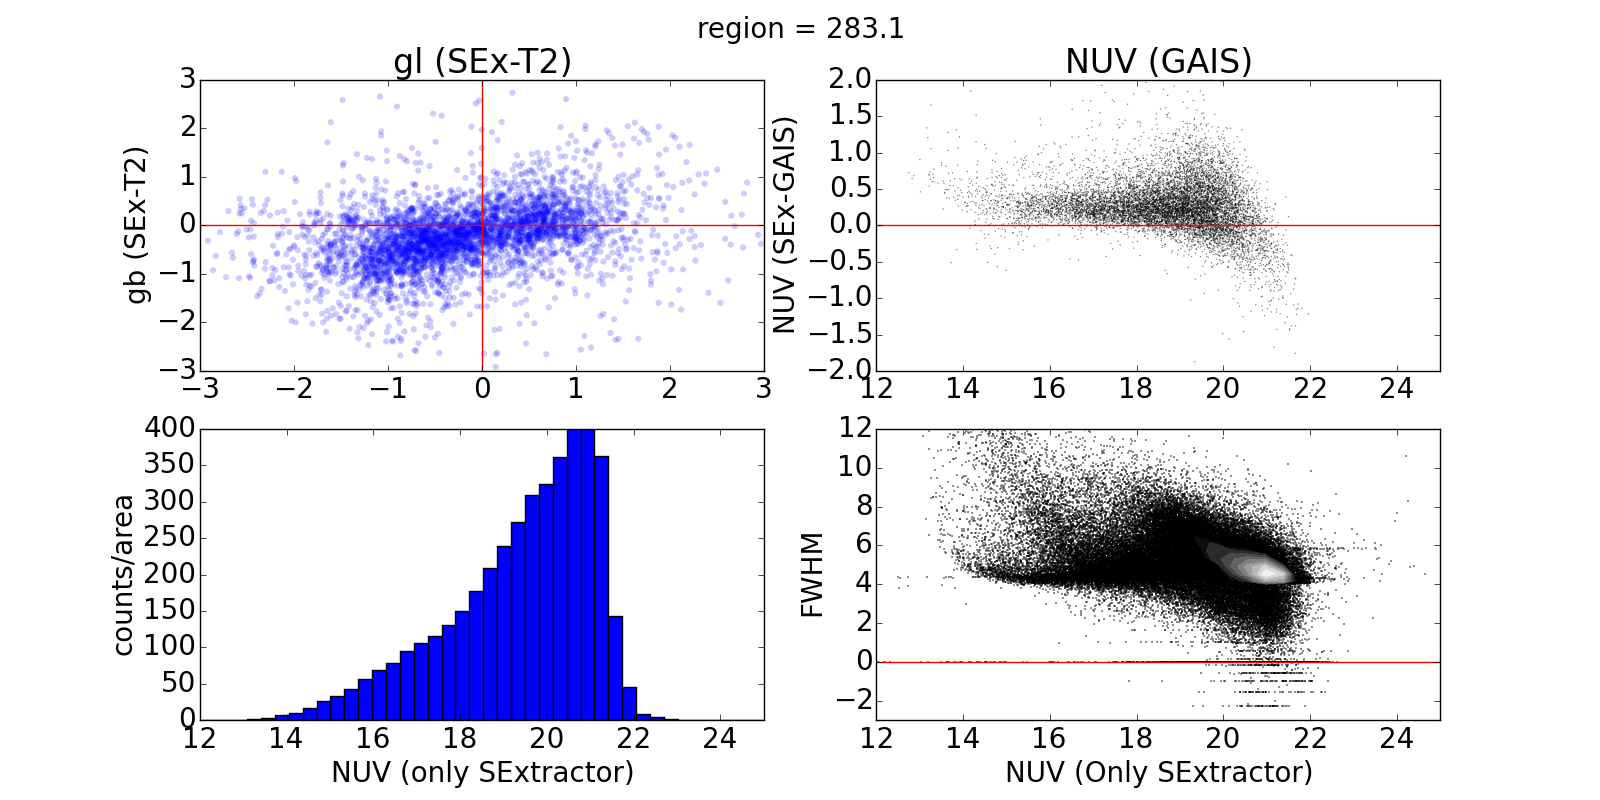 region = 283.1
gl (SEx-T2)
gb (SEx-T2)
3
2
1
0
−1
−2
−3
−3 −2 −1 0 1 2 3
NUV (GAIS)
NUV (SEx-GAIS)
2.0
1.5
1.0
0.5
0.0
−0.5
−1.0
−1.5
−2.0
12 14 16 18 20 22 24
counts/area
400
350
300
250
200
150
100
50
0
12 14 16 18 20 22 24
NUV (only SExtractor)
FWHM
12
10
8
6
4
2
0
−2
12 14 16 18 20 22 24
NUV (Only SExtractor)